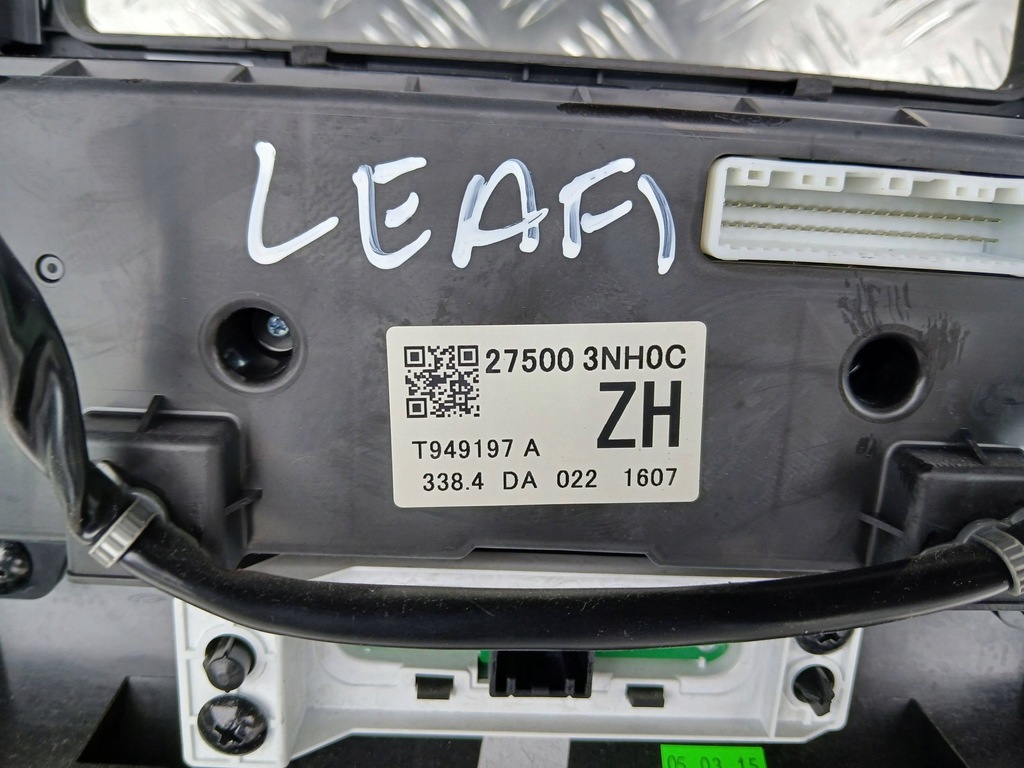 LEAF1
27500 3NH0C
ZH
T949197 A
338.4 DA 022 1607
05 03 15